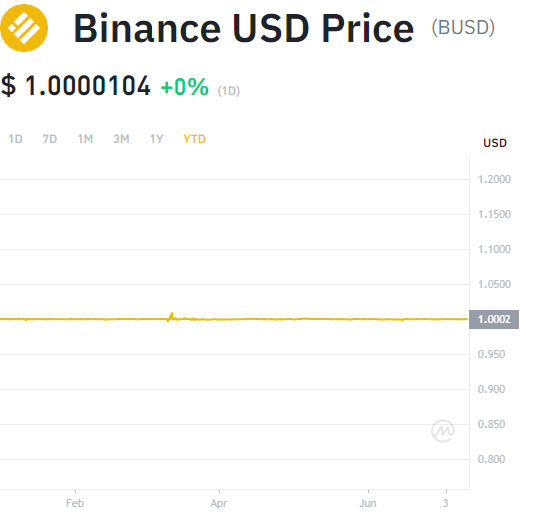 Binance USD Price (BUSD)
$ 1.0000104 +0% (1D)
1D 7D 1M 3M 1Y YTD
USD
1.2000
1.1500
1.1000
1.0500
1.0002
0.950
0.900
0.850
0.800
Feb Apr Jun 3